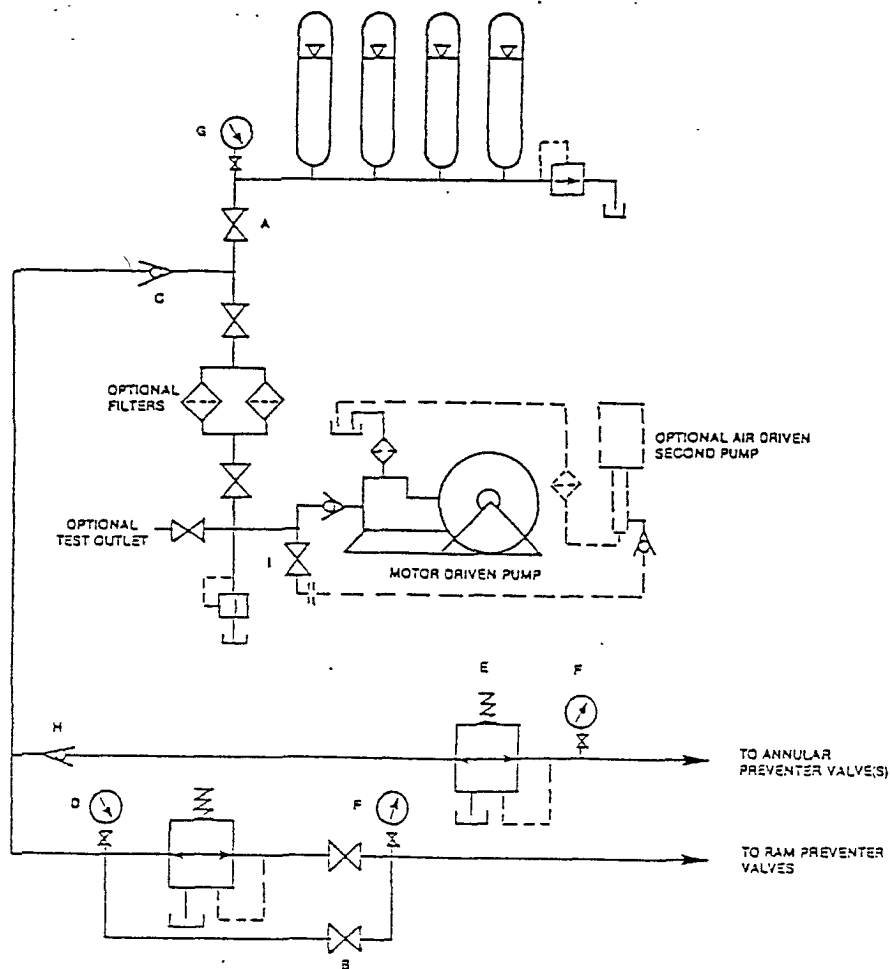 G
A
C
OPTIONAL
FILTERS
OPTIONAL AIR DRIVEN
SECOND PUMP
OPTIONAL
TEST OUTLET
I
MOTOR DRIVEN PUMP
E
F
H
TO ANNULAR
PREVENTER VALVE(S)
D
F
TO RAM PREVENTER
VALVES
B